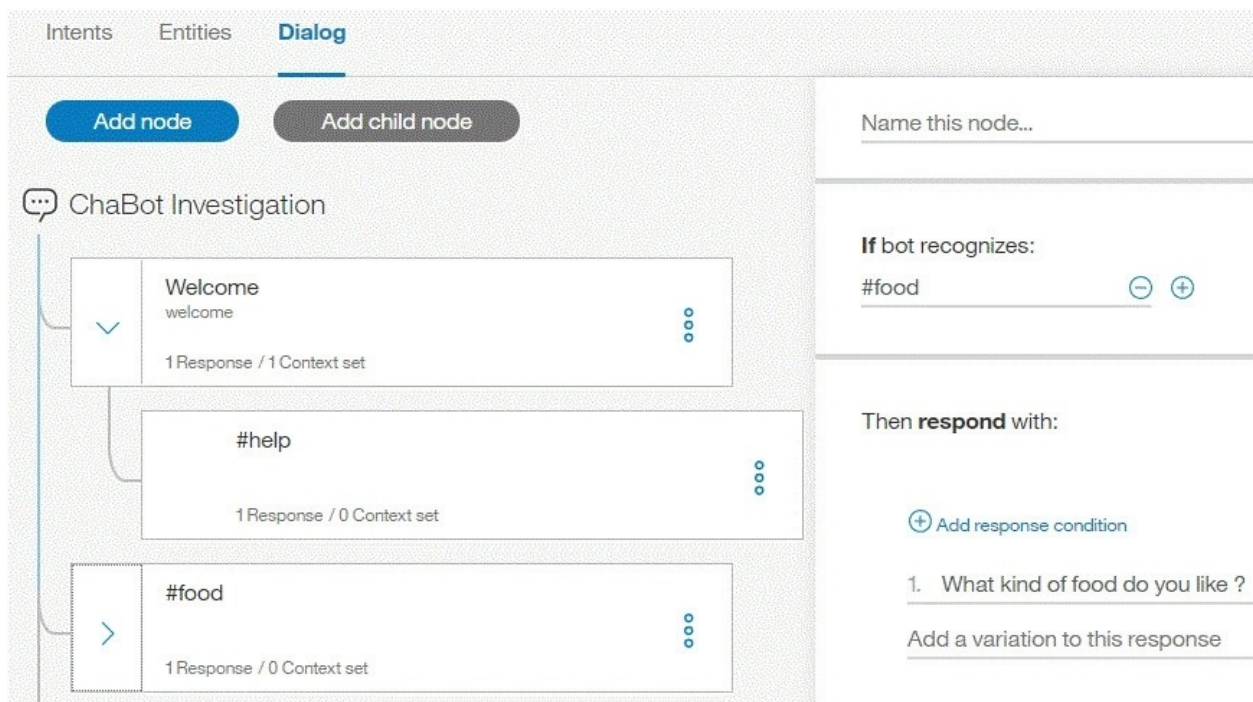 Intents Entities Dialog
Add node Add child node
ChaBot Investigation
Welcome
welcome
1 Response / 1 Context set
#help
1 Response / 0 Context set
#food
1 Response / 0 Context set
Name this node...
If bot recognizes:
#food
Then respond with:
Add response condition
1. What kind of food do you like ?
Add a variation to this response